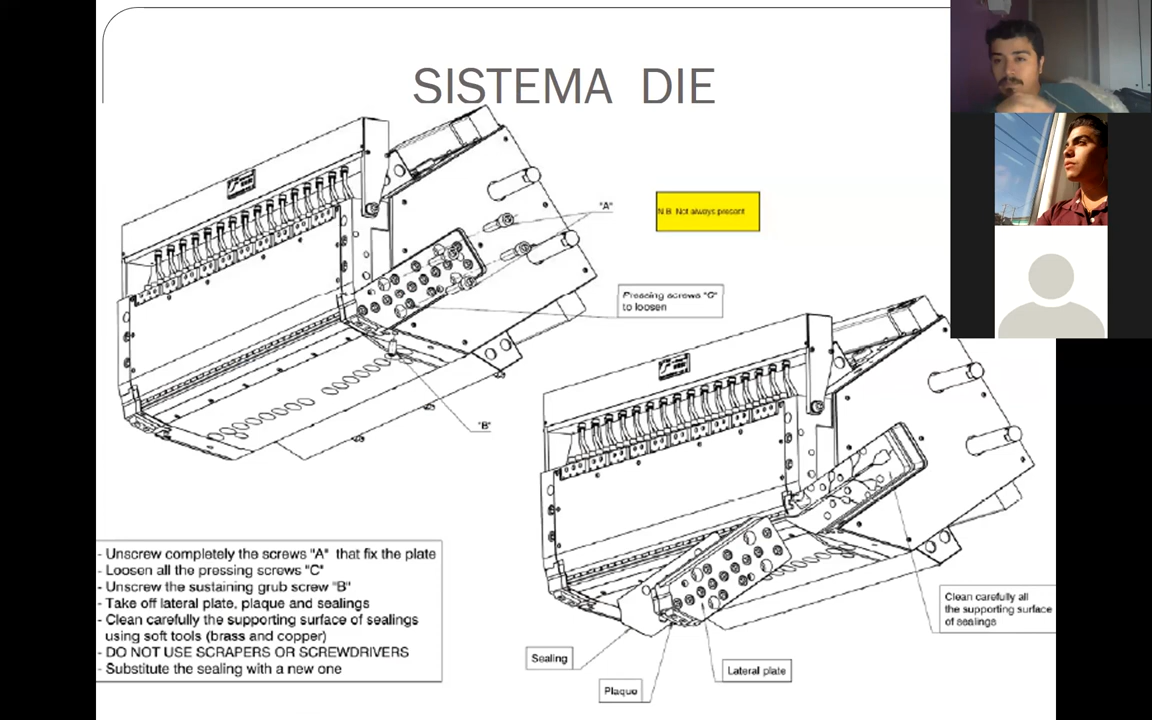 SISTEMA DIE
"A"
N.B Not always present
Pressing screws "C"
to loosen
"B"
- Unscrew completely the screws "A" that fix the plate
- Loosen all the pressing screws "C"
- Unscrew the sustaining grub screw "B"
- Take off lateral plate, plaque and sealings
- Clean carefully the supporting surface of sealings
using soft tools (brass and copper)
- DO NOT USE SCRAPERS OR SCREWDRIVERS
- Substitute the sealing with a new one
Clean carefully all
the supporting surface
of sealings
Sealing
Lateral plate
Plaque